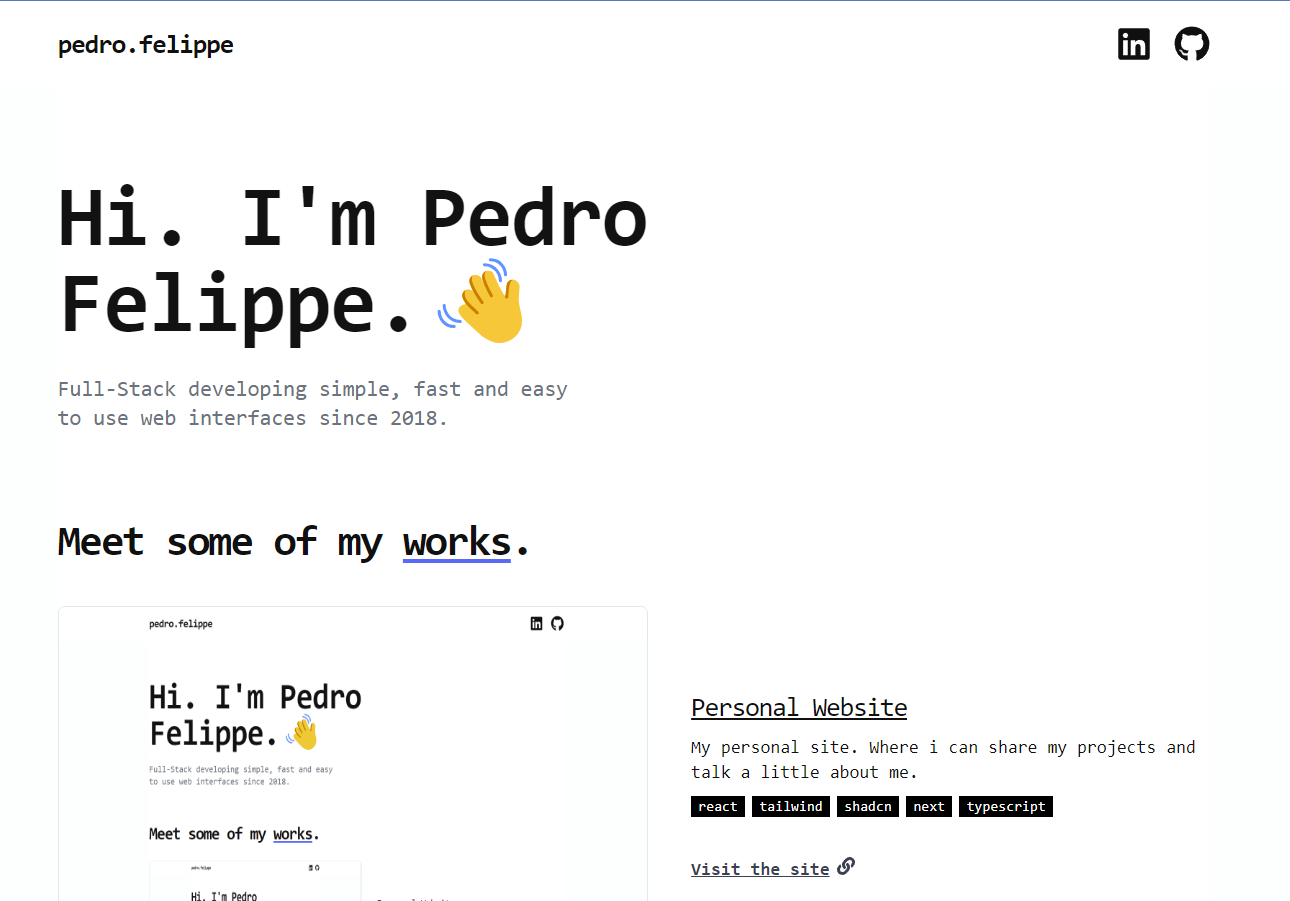 pedro.felippe
Hi. I'm Pedro
Felippe.
Full-Stack developing simple, fast and easy
to use web interfaces since 2018.
Meet some of my works.
pedro.felippe
Hi. I'm Pedro
Felippe.
Full-Stack developing simple, fast and easy
to use web interfaces since 2018.
Meet some of my works.
pedro.felippe
Hi. I'm Pedro
Personal Website
My personal site. Where i can share my projects and
talk a little about me.
react tailwind shadcn next typescript
Visit the site